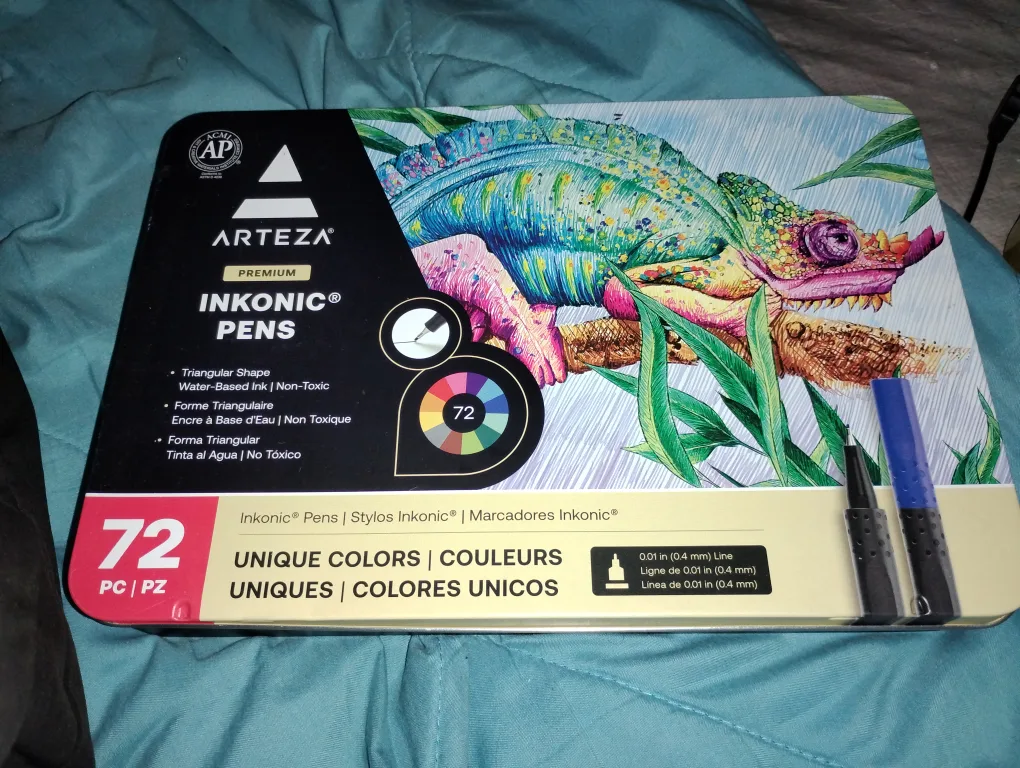 ACMI
AP
ARTEZA®
PREMIUM
INKONIC®
PENS
• Triangular Shape
Water-Based Ink | Non-Toxic
• Forme Triangulaire
Encre à Base d'Eau | Non Toxique
• Forma Triangular
Tinta al Agua | No Tóxico
72
72
PC | PZ
Inkonic® Pens | Stylos Inkonic® | Marcadores Inkonic®
UNIQUE COLORS | COULEURS
UNIQUES | COLORES UNICOS
0.01 in (0.4 mm) Line
Ligne de 0.01 in (0.4 mm)
Línea de 0.01 in (0.4 mm)